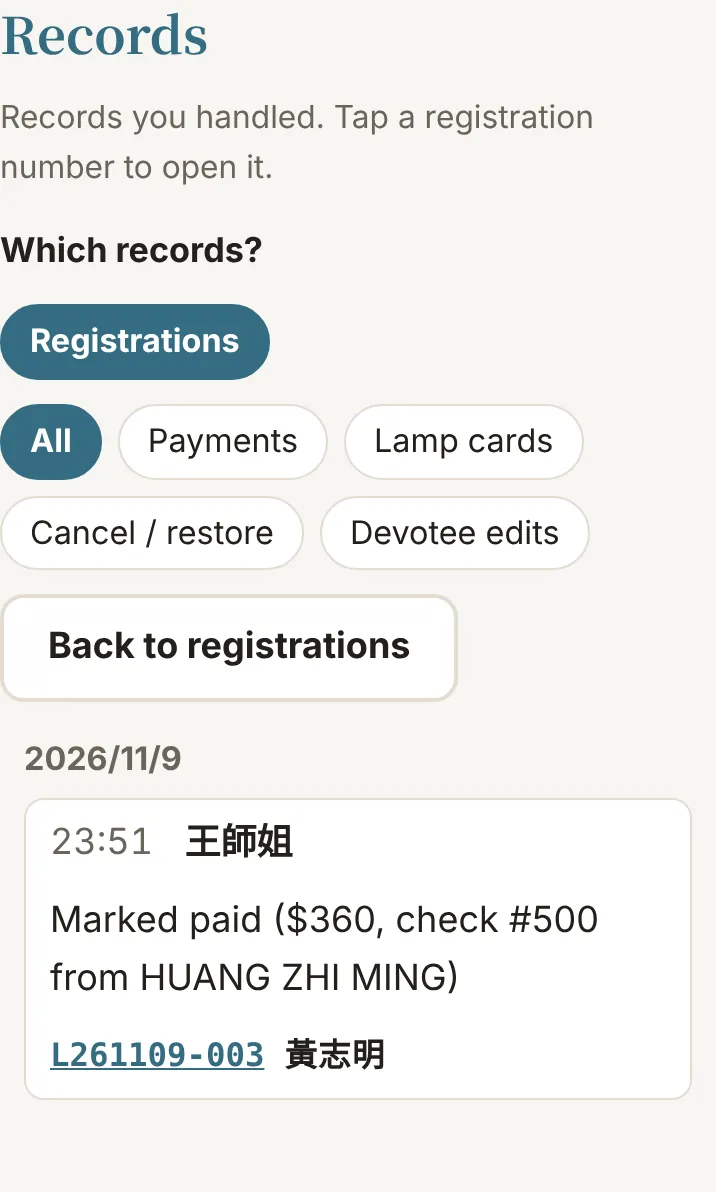 Records
Records you handled. Tap a registration
number to open it.
Which records?
Registrations
All Payments Lamp cards
Cancel / restore Devotee edits
Back to registrations
2026/11/9
23:51 王師姐
Marked paid ($360, check #500
from HUANG ZHI MING)
L261109-003 黃志明